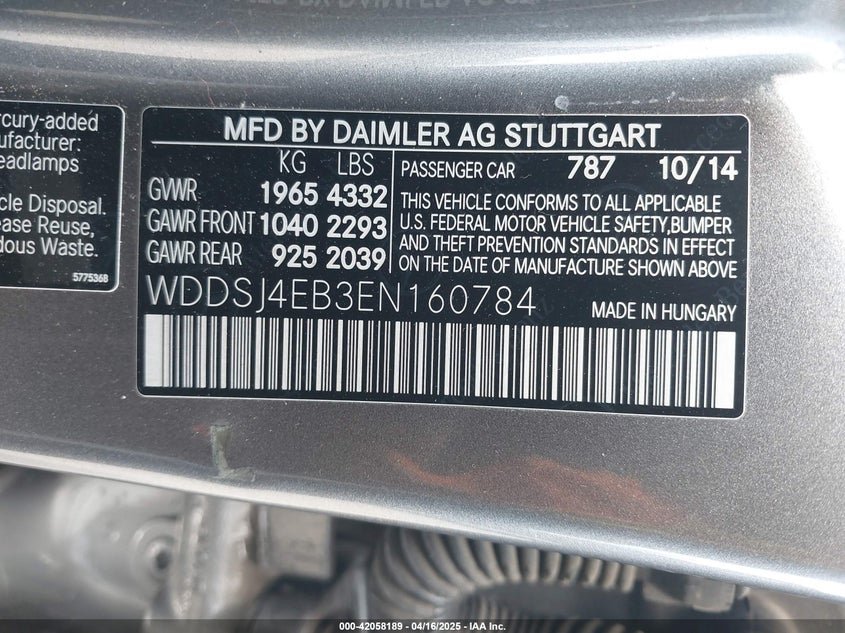 rcury-added
nufacturer:
eadlamps
cle Disposal.
ease Reuse,
dous Waste.
5775368
MFD BY DAIMLER AG STUTTGART
KG LBS
GVWR 1965 4332
GAWR FRONT 1040 2293
GAWR REAR 925 2039
PASSENGER CAR 787 10/14
THIS VEHICLE CONFORMS TO ALL APPLICABLE
U.S. FEDERAL MOTOR VEHICLE SAFETY,BUMPER
AND THEFT PREVENTION STANDARDS IN EFFECT
ON THE DATE OF MANUFACTURE SHOWN ABOVE
WDDSJ4EB3EN160784
MADE IN HUNGARY
000-42058189 - 04/16/2025 - IAA Inc.